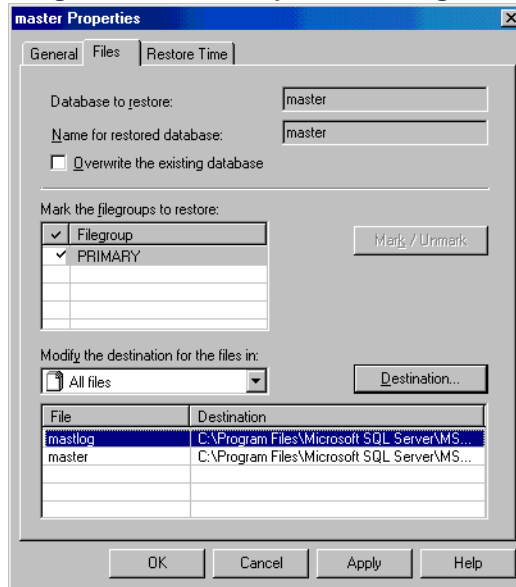 master Properties
General Files Restore Time
Database to restore: master
Name for restored database: master
Overwrite the existing database
Mark the filegroups to restore:
Filegroup
PRIMARY
Mark / Unmark
Modify the destination for the files in:
All files
Destination...
File Destination
mastlog C:\Program Files\Microsoft SQL Server\MS...
master C:\Program Files\Microsoft SQL Server\MS...
OK Cancel Apply Help